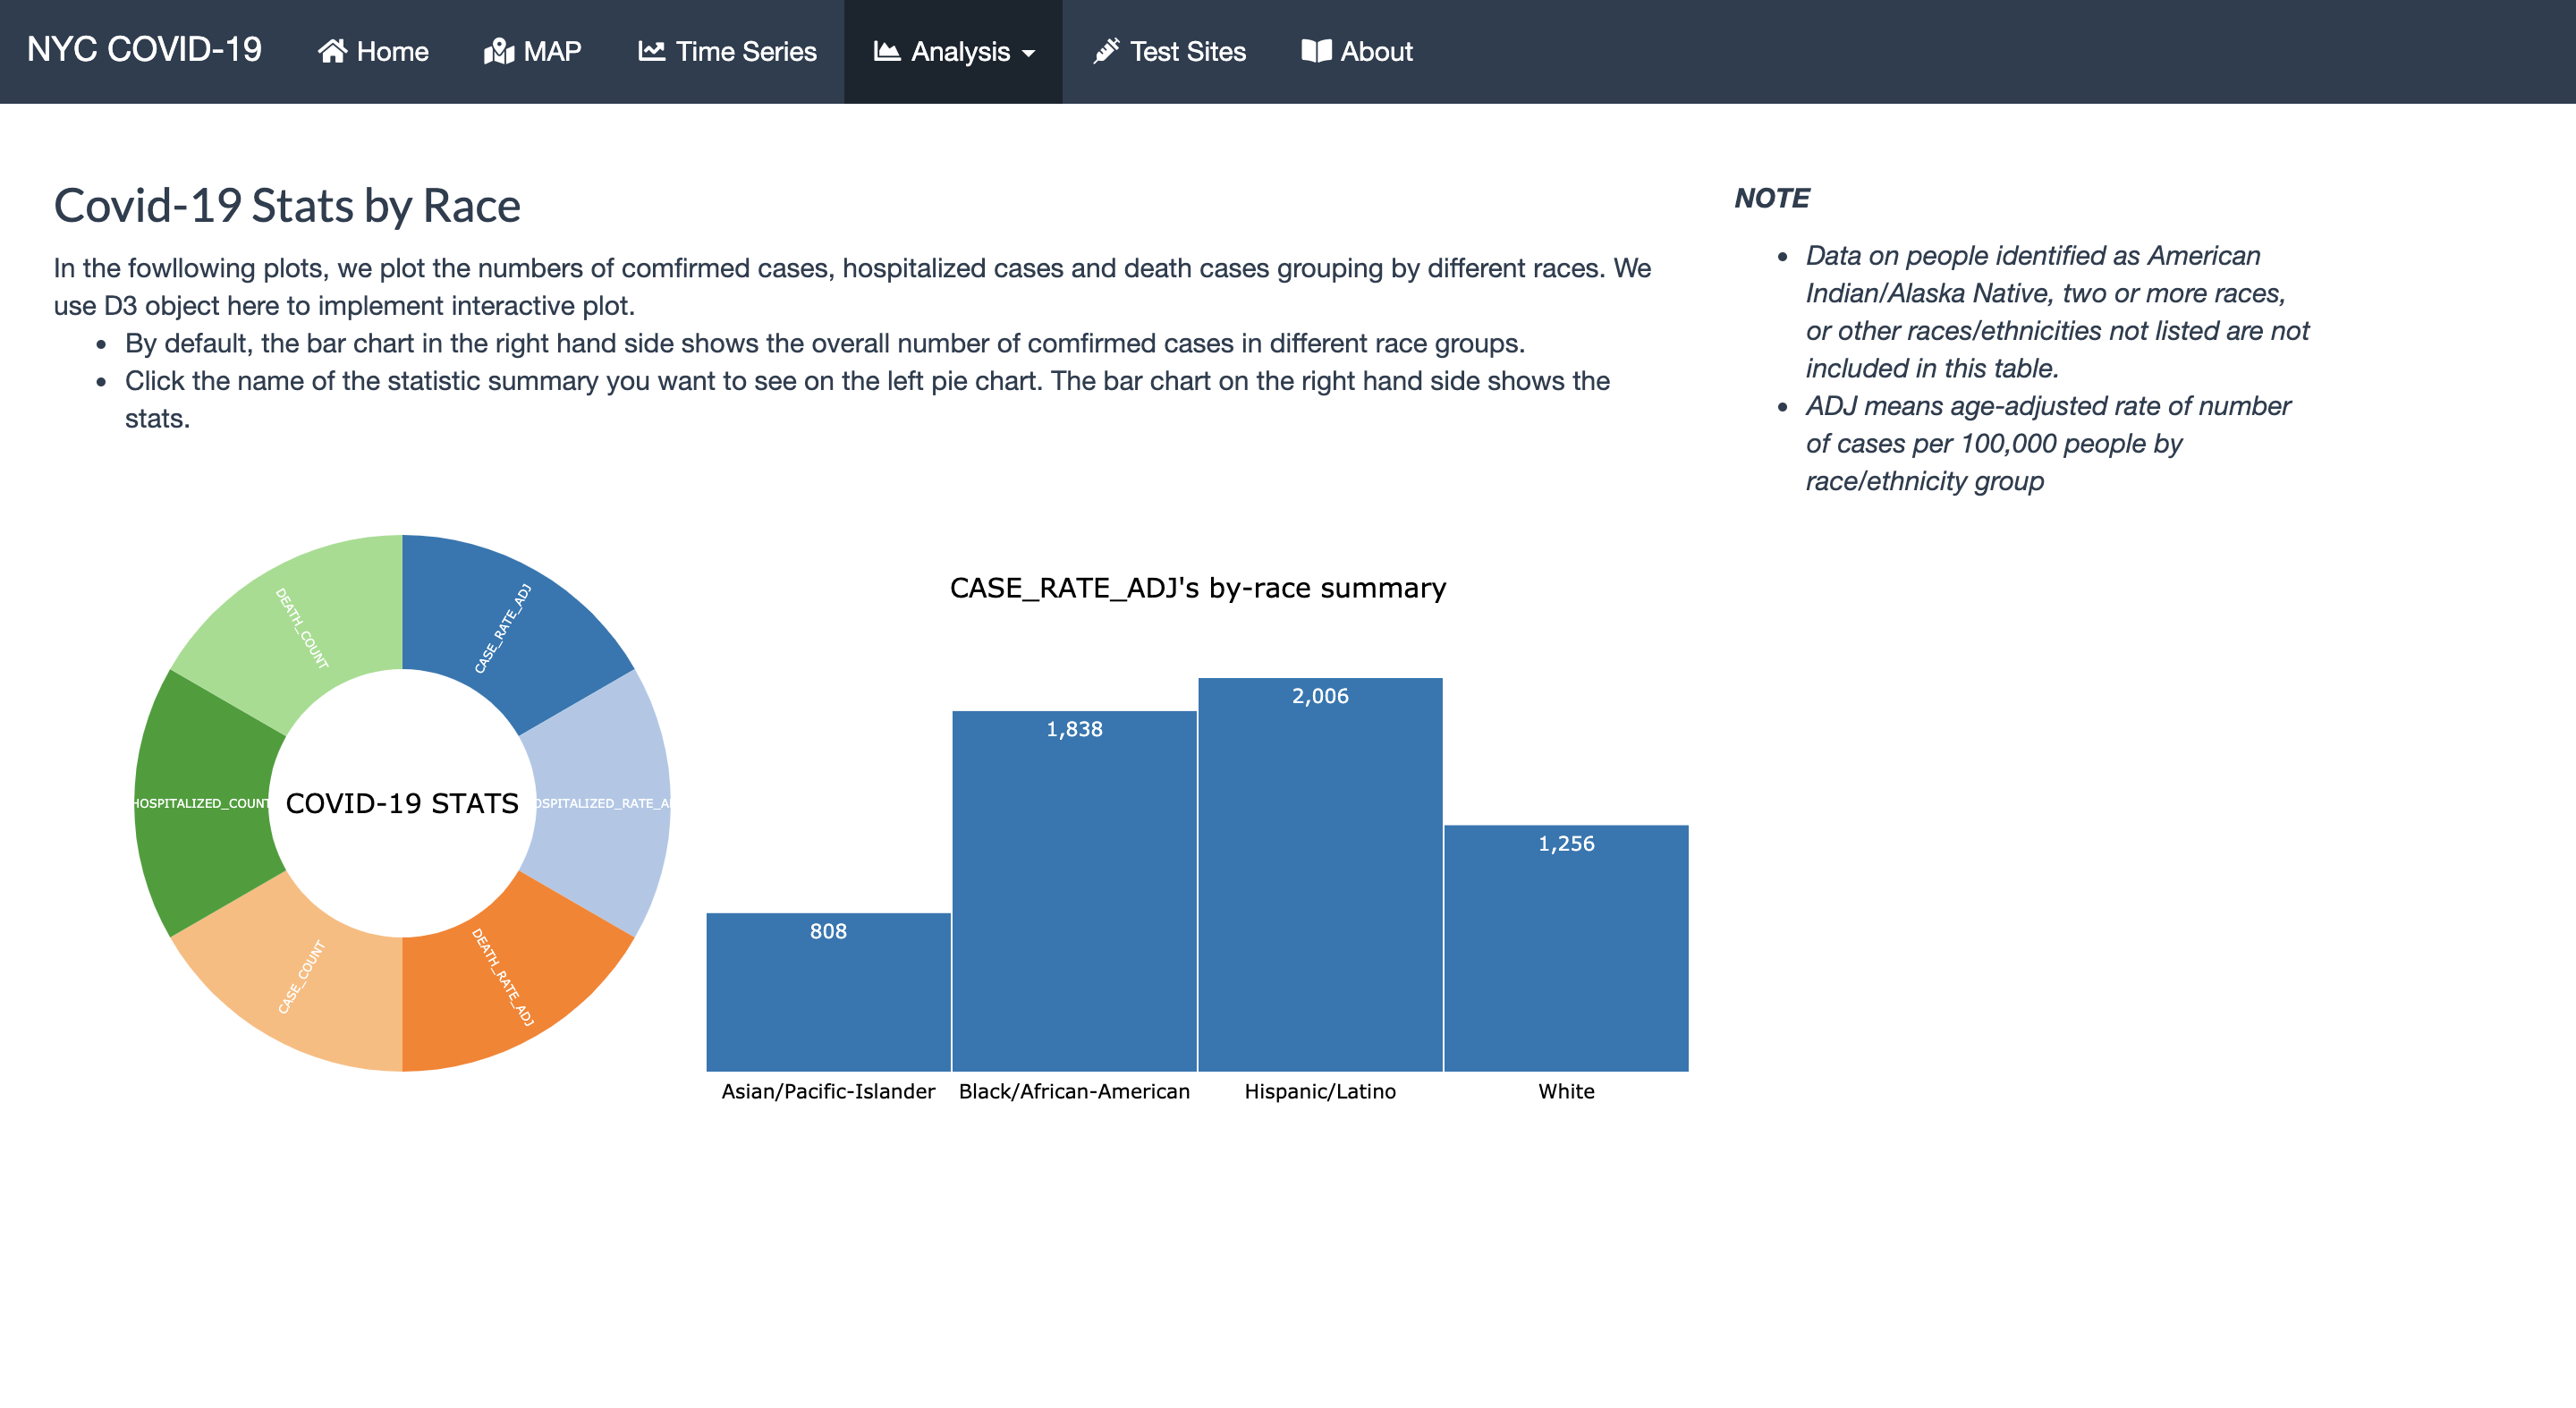 NYC COVID-19 Home MAP Time Series Analysis Test Sites About
Covid-19 Stats by Race
In the fowllowing plots, we plot the numbers of comfirmed cases, hospitalized cases and death cases grouping by different races. We
use D3 object here to implement interactive plot.
• By default, the bar chart in the right hand side shows the overall number of comfirmed cases in different race groups.
• Click the name of the statistic summary you want to see on the left pie chart. The bar chart on the right hand side shows the
stats.
NOTE
• Data on people identified as American
Indian/Alaska Native, two or more races,
or other races/ethnicities not listed are not
included in this table.
• ADJ means age-adjusted rate of number
of cases per 100,000 people by
race/ethnicity group
DEATH_COUNT
CASE_RATE_ADJ
HOSPITALIZED_COUNT
COVID-19 STATS
OSPITALIZED_RATE_A
CASE_COUNT
DEATH_RATE_ADJ
CASE_RATE_ADJ's by-race summary
808
1,838
2,006
1,256
Asian/Pacific-Islander
Black/African-American
Hispanic/Latino
White